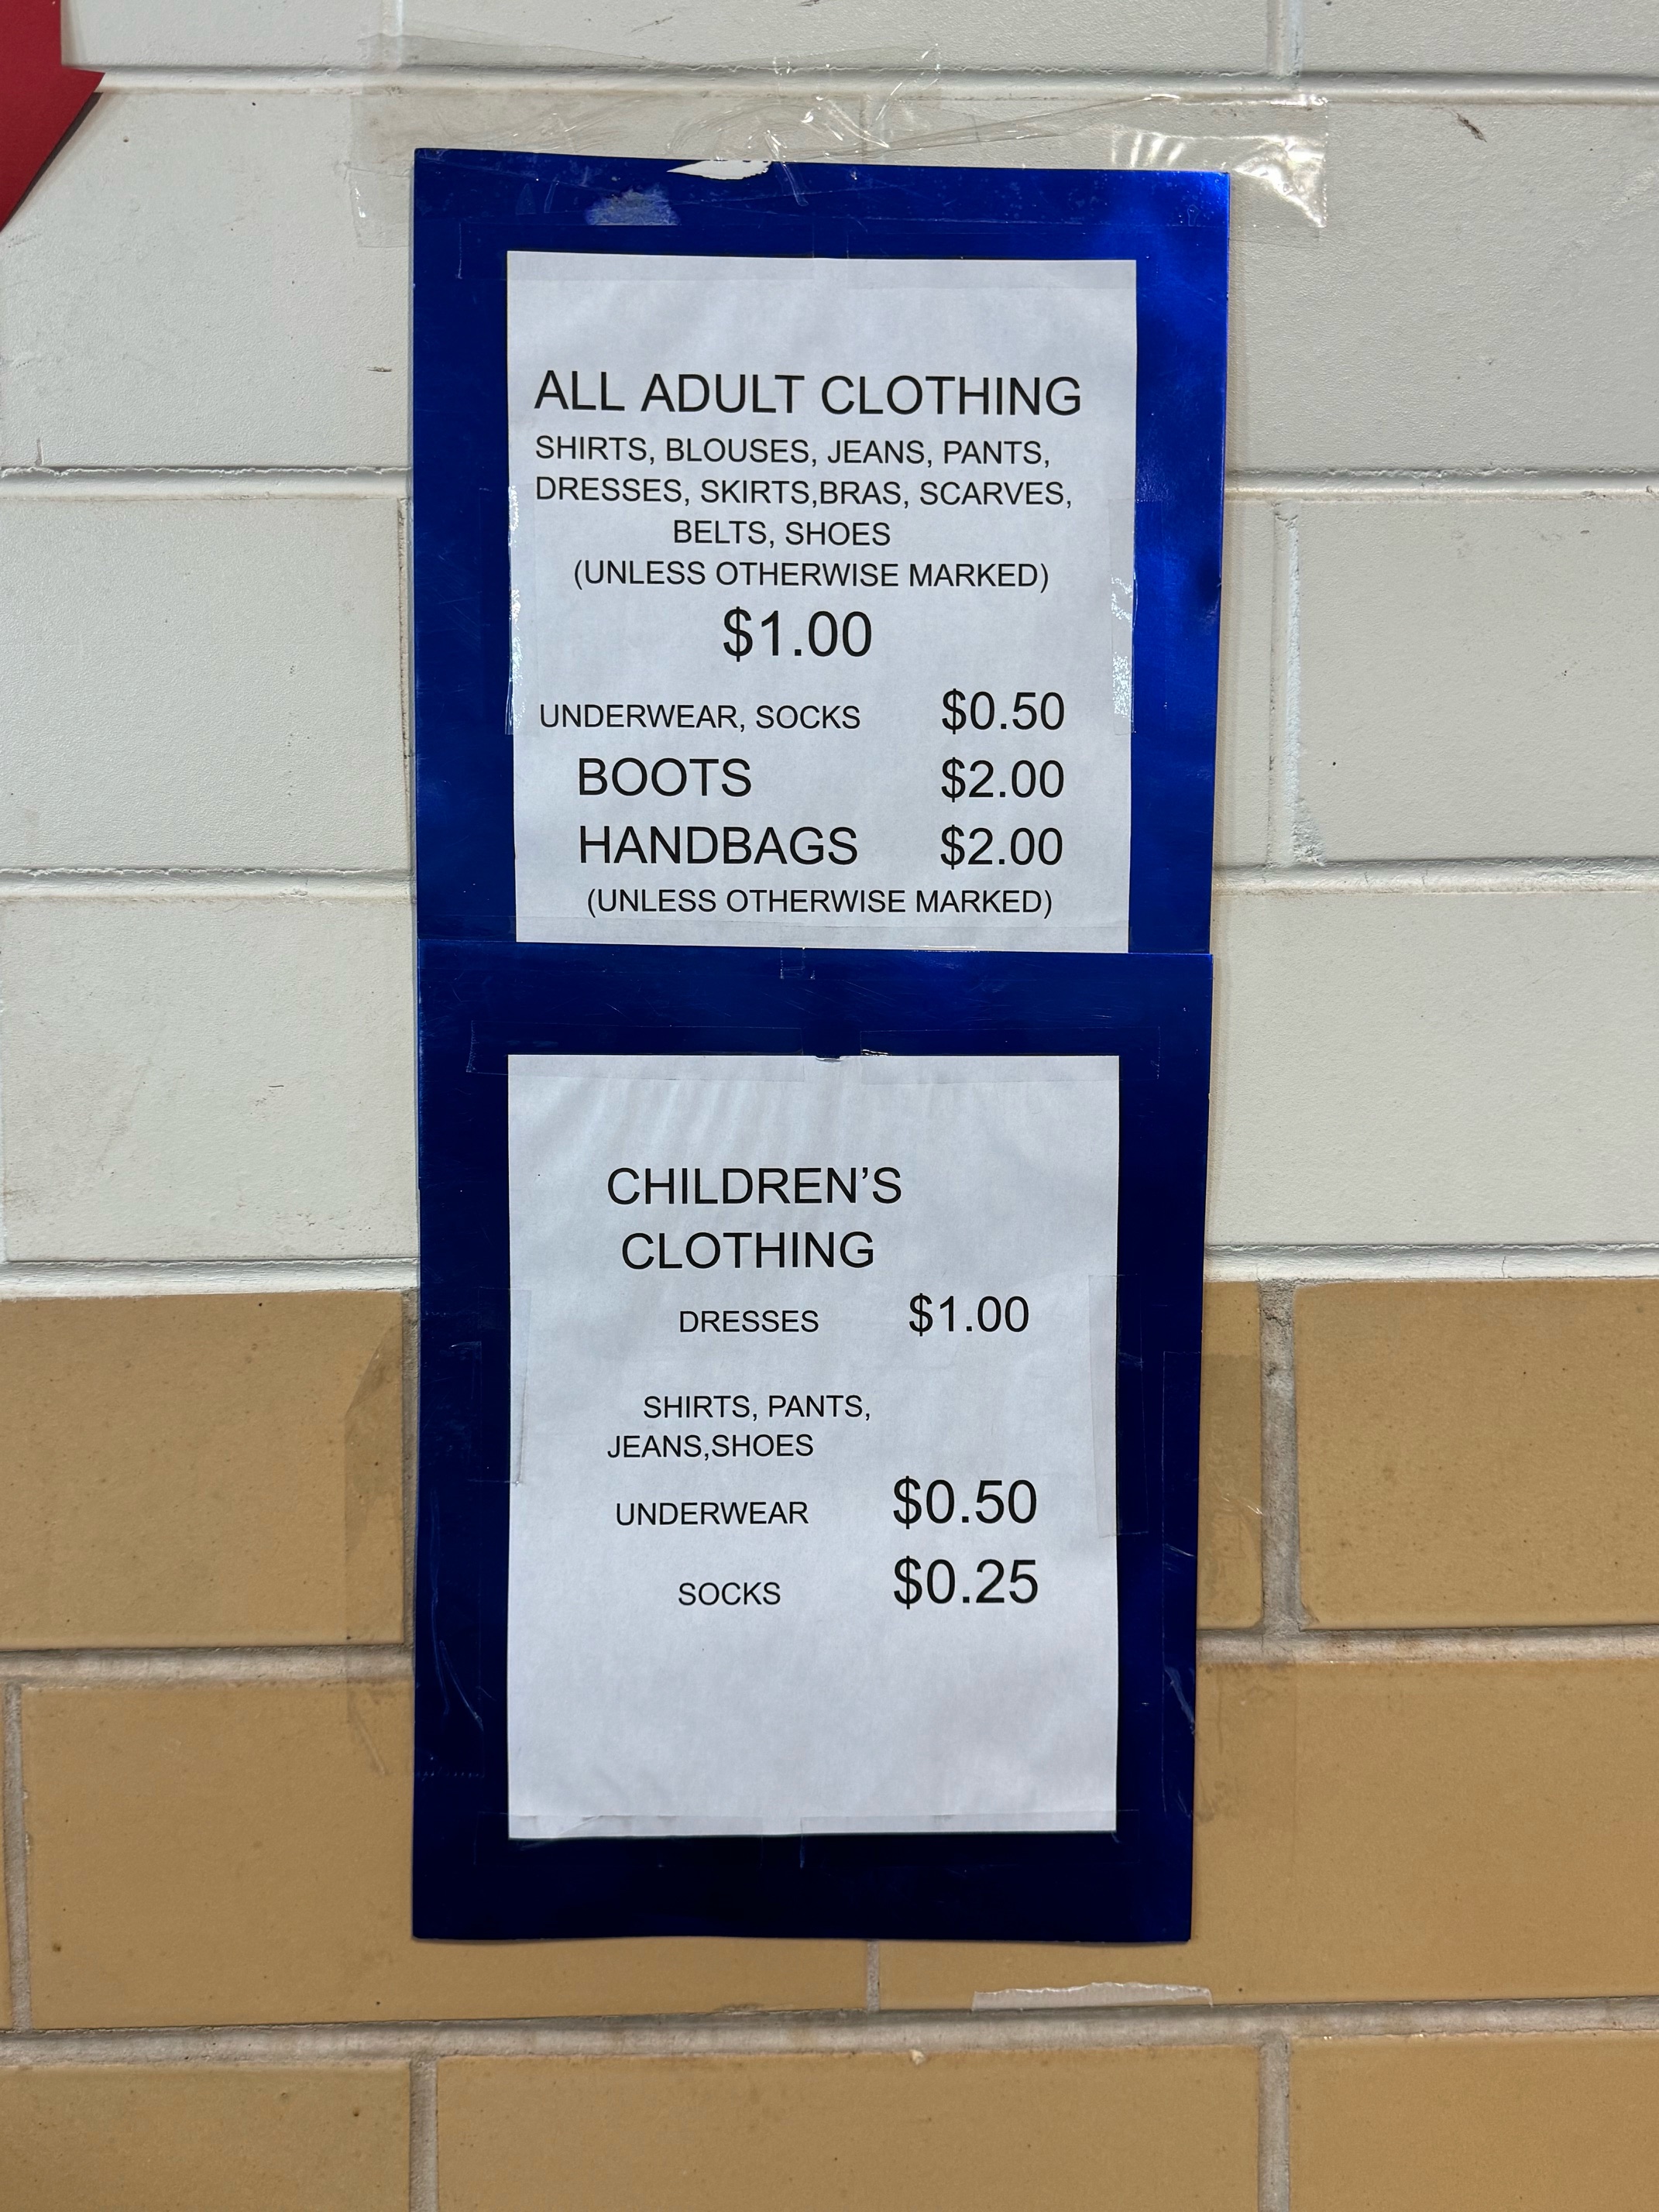 ALL ADULT CLOTHING
SHIRTS, BLOUSES, JEANS, PANTS,
DRESSES, SKIRTS,BRAS, SCARVES,
BELTS, SHOES
(UNLESS OTHERWISE MARKED)
$1.00
UNDERWEAR, SOCKS $0.50
BOOTS $2.00
HANDBAGS $2.00
(UNLESS OTHERWISE MARKED)
CHILDREN'S
CLOTHING
DRESSES $1.00
SHIRTS, PANTS,
JEANS,SHOES
UNDERWEAR $0.50
SOCKS $0.25